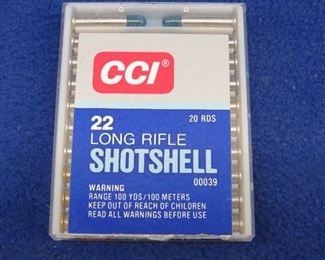 CCI®
22
20 RDS
LONG RIFLE
SHOTSHELL
00039
WARNING
RANGE 100 YDS/100 METERS
KEEP OUT OF REACH OF CHILDREN
READ ALL WARNINGS BEFORE USE